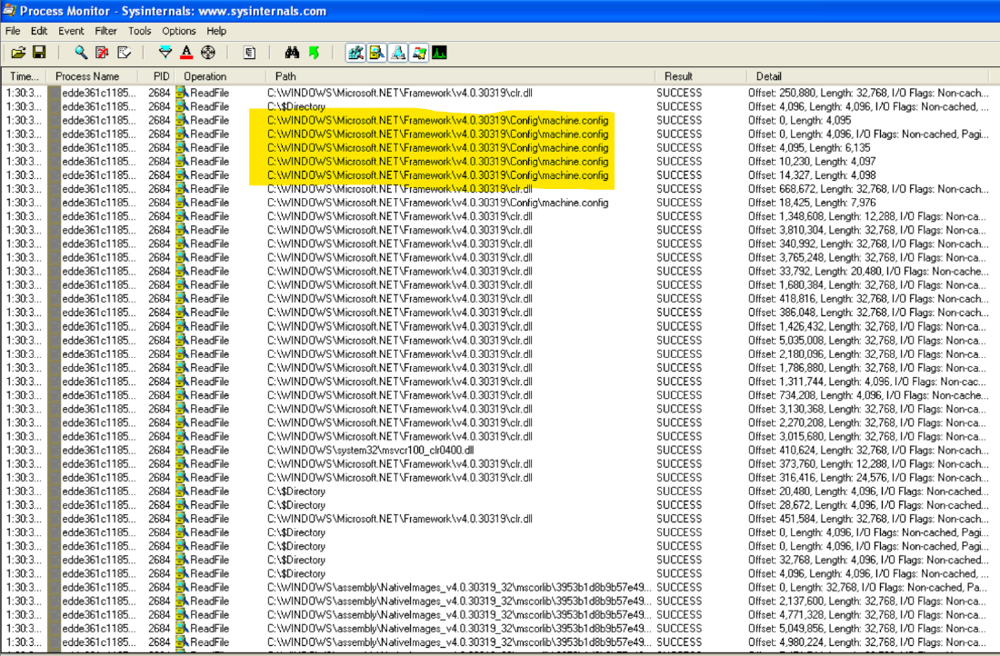 Process Monitor - Sysinternals: www.sysinternals.com
File Edit Event Filter Tools Options Help
Time... Process Name PID Operation Path Result Detail
1:30:3... edde361c1185... 2684 ReadFile C:\WINDOWS\Microsoft.NET\Framework\v4.0.30319\clr.dll SUCCESS Offset: 250,880, Length: 32,768, I/O Flags: Non-cach...
1:30:3... edde361c1185... 2684 ReadFile C:\$Directory SUCCESS Offset: 4,096, Length: 4,096, I/O Flags: Non-cached, ...
1:30:3... edde361c1185... 2684 ReadFile C:\WINDOWS\Microsoft.NET\Framework\v4.0.30319\Config\machine.config SUCCESS Offset: 0, Length: 4,095
1:30:3... edde361c1185... 2684 ReadFile C:\WINDOWS\Microsoft.NET\Framework\v4.0.30319\Config\machine.config SUCCESS Offset: 0, Length: 4,096, I/O Flags: Non-cached, Pagi...
1:30:3... edde361c1185... 2684 ReadFile C:\WINDOWS\Microsoft.NET\Framework\v4.0.30319\Config\machine.config SUCCESS Offset: 4,095, Length: 6,135
1:30:3... edde361c1185... 2684 ReadFile C:\WINDOWS\Microsoft.NET\Framework\v4.0.30319\Config\machine.config SUCCESS Offset: 10,230, Length: 4,097
1:30:3... edde361c1185... 2684 ReadFile C:\WINDOWS\Microsoft.NET\Framework\v4.0.30319\Config\machine.config SUCCESS Offset: 14,327, Length: 4,098
1:30:3... edde361c1185... 2684 ReadFile C:\WINDOWS\Microsoft.NET\Framework\v4.0.30319\clr.dll SUCCESS Offset: 668,672, Length: 32,768, I/O Flags: Non-cach...
1:30:3... edde361c1185... 2684 ReadFile C:\WINDOWS\Microsoft.NET\Framework\v4.0.30319\Config\machine.config SUCCESS Offset: 18,425, Length: 7,976
1:30:3... edde361c1185... 2684 ReadFile C:\WINDOWS\Microsoft.NET\Framework\v4.0.30319\clr.dll SUCCESS Offset: 1,348,608, Length: 12,288, I/O Flags: Non-ca...
1:30:3... edde361c1185... 2684 ReadFile C:\WINDOWS\Microsoft.NET\Framework\v4.0.30319\clr.dll SUCCESS Offset: 3,810,304, Length: 32,768, I/O Flags: Non-ca...
1:30:3... edde361c1185... 2684 ReadFile C:\WINDOWS\Microsoft.NET\Framework\v4.0.30319\clr.dll SUCCESS Offset: 340,992, Length: 32,768, I/O Flags: Non-cach...
1:30:3... edde361c1185... 2684 ReadFile C:\WINDOWS\Microsoft.NET\Framework\v4.0.30319\clr.dll SUCCESS Offset: 3,765,248, Length: 32,768, I/O Flags: Non-ca...
1:30:3... edde361c1185... 2684 ReadFile C:\WINDOWS\Microsoft.NET\Framework\v4.0.30319\clr.dll SUCCESS Offset: 33,792, Length: 20,480, I/O Flags: Non-cache...
1:30:3... edde361c1185... 2684 ReadFile C:\WINDOWS\Microsoft.NET\Framework\v4.0.30319\clr.dll SUCCESS Offset: 1,680,384, Length: 32,768, I/O Flags: Non-ca...
1:30:3... edde361c1185... 2684 ReadFile C:\WINDOWS\Microsoft.NET\Framework\v4.0.30319\clr.dll SUCCESS Offset: 418,816, Length: 32,768, I/O Flags: Non-cach...
1:30:3... edde361c1185... 2684 ReadFile C:\WINDOWS\Microsoft.NET\Framework\v4.0.30319\clr.dll SUCCESS Offset: 386,048, Length: 32,768, I/O Flags: Non-cach...
1:30:3... edde361c1185... 2684 ReadFile C:\WINDOWS\Microsoft.NET\Framework\v4.0.30319\clr.dll SUCCESS Offset: 1,426,432, Length: 32,768, I/O Flags: Non-ca...
1:30:3... edde361c1185... 2684 ReadFile C:\WINDOWS\Microsoft.NET\Framework\v4.0.30319\clr.dll SUCCESS Offset: 5,035,008, Length: 32,768, I/O Flags: Non-ca...
1:30:3... edde361c1185... 2684 ReadFile C:\WINDOWS\Microsoft.NET\Framework\v4.0.30319\clr.dll SUCCESS Offset: 2,180,096, Length: 32,768, I/O Flags: Non-ca...
1:30:3... edde361c1185... 2684 ReadFile C:\WINDOWS\Microsoft.NET\Framework\v4.0.30319\clr.dll SUCCESS Offset: 1,786,880, Length: 32,768, I/O Flags: Non-ca...
1:30:3... edde361c1185... 2684 ReadFile C:\WINDOWS\Microsoft.NET\Framework\v4.0.30319\clr.dll SUCCESS Offset: 1,311,744, Length: 4,096, I/O Flags: Non-cac...
1:30:3... edde361c1185... 2684 ReadFile C:\WINDOWS\Microsoft.NET\Framework\v4.0.30319\clr.dll SUCCESS Offset: 734,208, Length: 4,096, I/O Flags: Non-cache...
1:30:3... edde361c1185... 2684 ReadFile C:\WINDOWS\Microsoft.NET\Framework\v4.0.30319\clr.dll SUCCESS Offset: 3,130,368, Length: 32,768, I/O Flags: Non-ca...
1:30:3... edde361c1185... 2684 ReadFile C:\WINDOWS\Microsoft.NET\Framework\v4.0.30319\clr.dll SUCCESS Offset: 2,270,208, Length: 32,768, I/O Flags: Non-ca...
1:30:3... edde361c1185... 2684 ReadFile C:\WINDOWS\Microsoft.NET\Framework\v4.0.30319\clr.dll SUCCESS Offset: 3,015,680, Length: 32,768, I/O Flags: Non-ca...
1:30:3... edde361c1185... 2684 ReadFile C:\WINDOWS\system32\msvcr100_clr0400.dll SUCCESS Offset: 410,624, Length: 32,768, I/O Flags: Non-cach...
1:30:3... edde361c1185... 2684 ReadFile C:\WINDOWS\Microsoft.NET\Framework\v4.0.30319\clr.dll SUCCESS Offset: 373,760, Length: 12,288, I/O Flags: Non-cach...
1:30:3... edde361c1185... 2684 ReadFile C:\WINDOWS\Microsoft.NET\Framework\v4.0.30319\clr.dll SUCCESS Offset: 316,416, Length: 24,576, I/O Flags: Non-cach...
1:30:3... edde361c1185... 2684 ReadFile C:\$Directory SUCCESS Offset: 20,480, Length: 4,096, I/O Flags: Non-cached...
1:30:3... edde361c1185... 2684 ReadFile C:\$Directory SUCCESS Offset: 28,672, Length: 4,096, I/O Flags: Non-cached...
1:30:3... edde361c1185... 2684 ReadFile C:\WINDOWS\Microsoft.NET\Framework\v4.0.30319\clr.dll SUCCESS Offset: 451,584, Length: 32,768, I/O Flags: Non-cach...
1:30:3... edde361c1185... 2684 ReadFile C:\$Directory SUCCESS Offset: 0, Length: 4,096, I/O Flags: Non-cached, Pagi...
1:30:3... edde361c1185... 2684 ReadFile C:\$Directory SUCCESS Offset: 0, Length: 4,096, I/O Flags: Non-cached, Pagi...
1:30:3... edde361c1185... 2684 ReadFile C:\$Directory SUCCESS Offset: 32,768, Length: 4,096, I/O Flags: Non-cached...
1:30:3... edde361c1185... 2684 ReadFile C:\$Directory SUCCESS Offset: 4,096, Length: 4,096, I/O Flags: Non-cached, ...
1:30:3... edde361c1185... 2684 ReadFile C:\WINDOWS\assembly\NativeImages_v4.0.30319_32\mscorlib\3953b1d8b9b57e49... SUCCESS Offset: 0, Length: 32,768, I/O Flags: Non-cached, Pa...
1:30:3... edde361c1185... 2684 ReadFile C:\WINDOWS\assembly\NativeImages_v4.0.30319_32\mscorlib\3953b1d8b9b57e49... SUCCESS Offset: 2,137,600, Length: 32,768, I/O Flags: Non-ca...
1:30:3... edde361c1185... 2684 ReadFile C:\WINDOWS\assembly\NativeImages_v4.0.30319_32\mscorlib\3953b1d8b9b57e49... SUCCESS Offset: 4,771,328, Length: 32,768, I/O Flags: Non-ca...
1:30:3... edde361c1185... 2684 ReadFile C:\WINDOWS\assembly\NativeImages_v4.0.30319_32\mscorlib\3953b1d8b9b57e49... SUCCESS Offset: 5,049,856, Length: 32,768, I/O Flags: Non-ca...
1:30:3... edde361c1185... 2684 ReadFile C:\WINDOWS\assembly\NativeImages_v4.0.30319_32\mscorlib\3953b1d8b9b57e49... SUCCESS Offset: 4,980,224, Length: 32,768, I/O Flags: Non-ca...